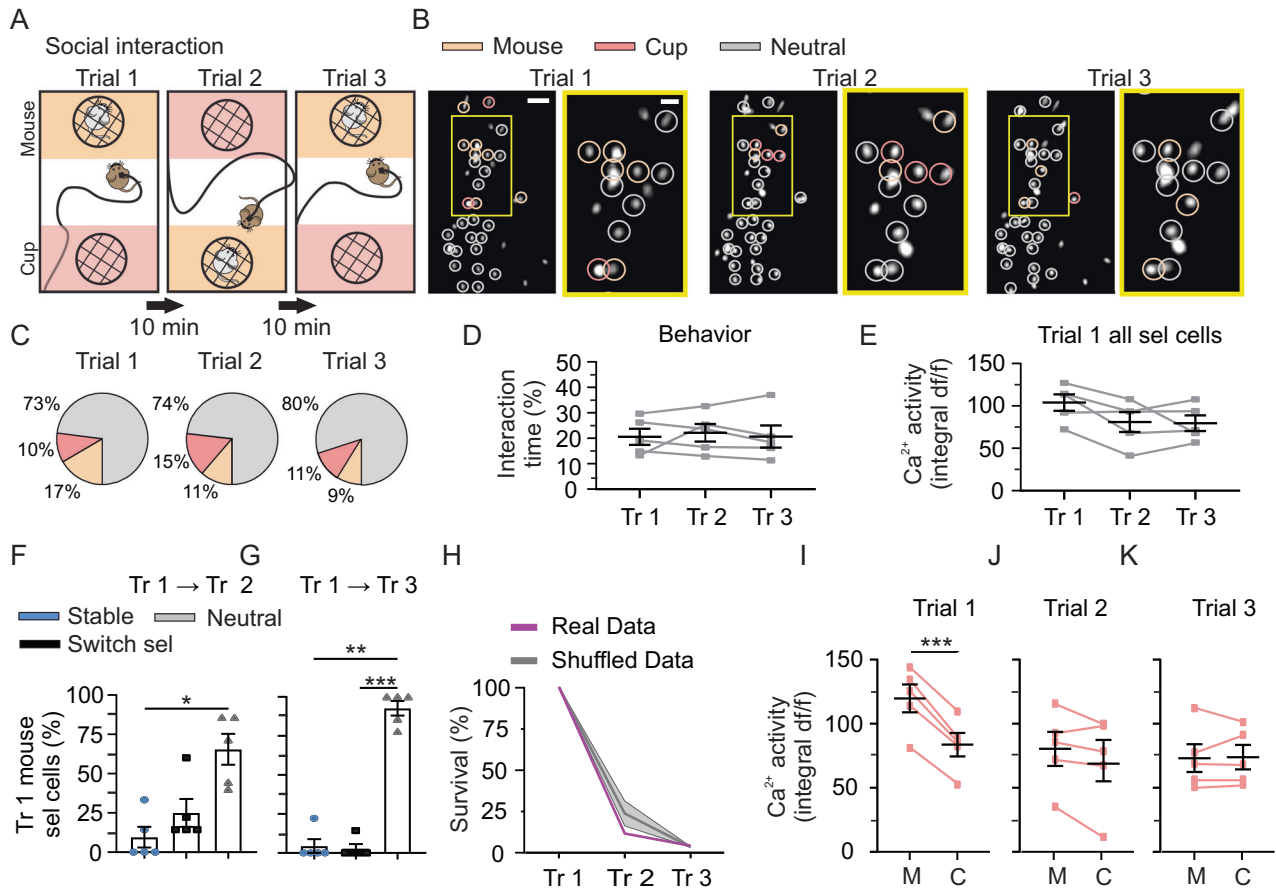 A
Social interaction
Trial 1 Trial 2 Trial 3
Mouse
Cup
10 min 10 min
B
Mouse Cup Neutral
Trial 1 Trial 2 Trial 3
C
Trial 1 Trial 2 Trial 3
73% 74% 80%
10% 15% 11%
17% 11% 9%
D
Behavior
Interaction
time (%)
50
40
30
20
10
0
Tr 1 Tr 2 Tr 3
E
Trial 1 all sel cells
Ca²⁺ activity
(integral df/f)
150
100
50
0
Tr 1 Tr 2 Tr 3
F
Tr 1 → Tr 2
Stable Neutral
Switch sel
Tr 1 mouse
sel cells (%)
100
75
50
25
0
*
G
Tr 1 → Tr 3
**
***
H
Real Data
Shuffled Data
Survival (%)
100
75
50
25
0
Tr 1 Tr 2 Tr 3
I
Trial 1
***
Ca²⁺ activity
(integral df/f)
150
100
50
0
M C
J
Trial 2
M C
K
Trial 3
M C